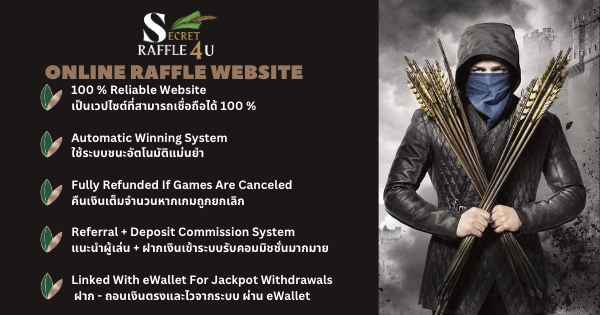 SECRET
RAFFLE 4 U
ONLINE RAFFLE WEBSITE
100 % Reliable Website
เป็นเวปไซต์ที่สามารถเชื่อถือได้ 100 %
Automatic Winning System
ใช้ระบบชนะอัตโนมัติแม่นยำ
Fully Refunded If Games Are Canceled
คืนเงินเต็มจำนวนหากเกมถูกยกเลิก
Referral + Deposit Commission System
แนะนำผู้เล่น + ฝากเงินเข้าระบบรับคอมมิชชั่นมากมาย
Linked With eWallet For Jackpot Withdrawals
ฝาก - ถอนเงินตรงและไวจากระบบ ผ่าน eWallet